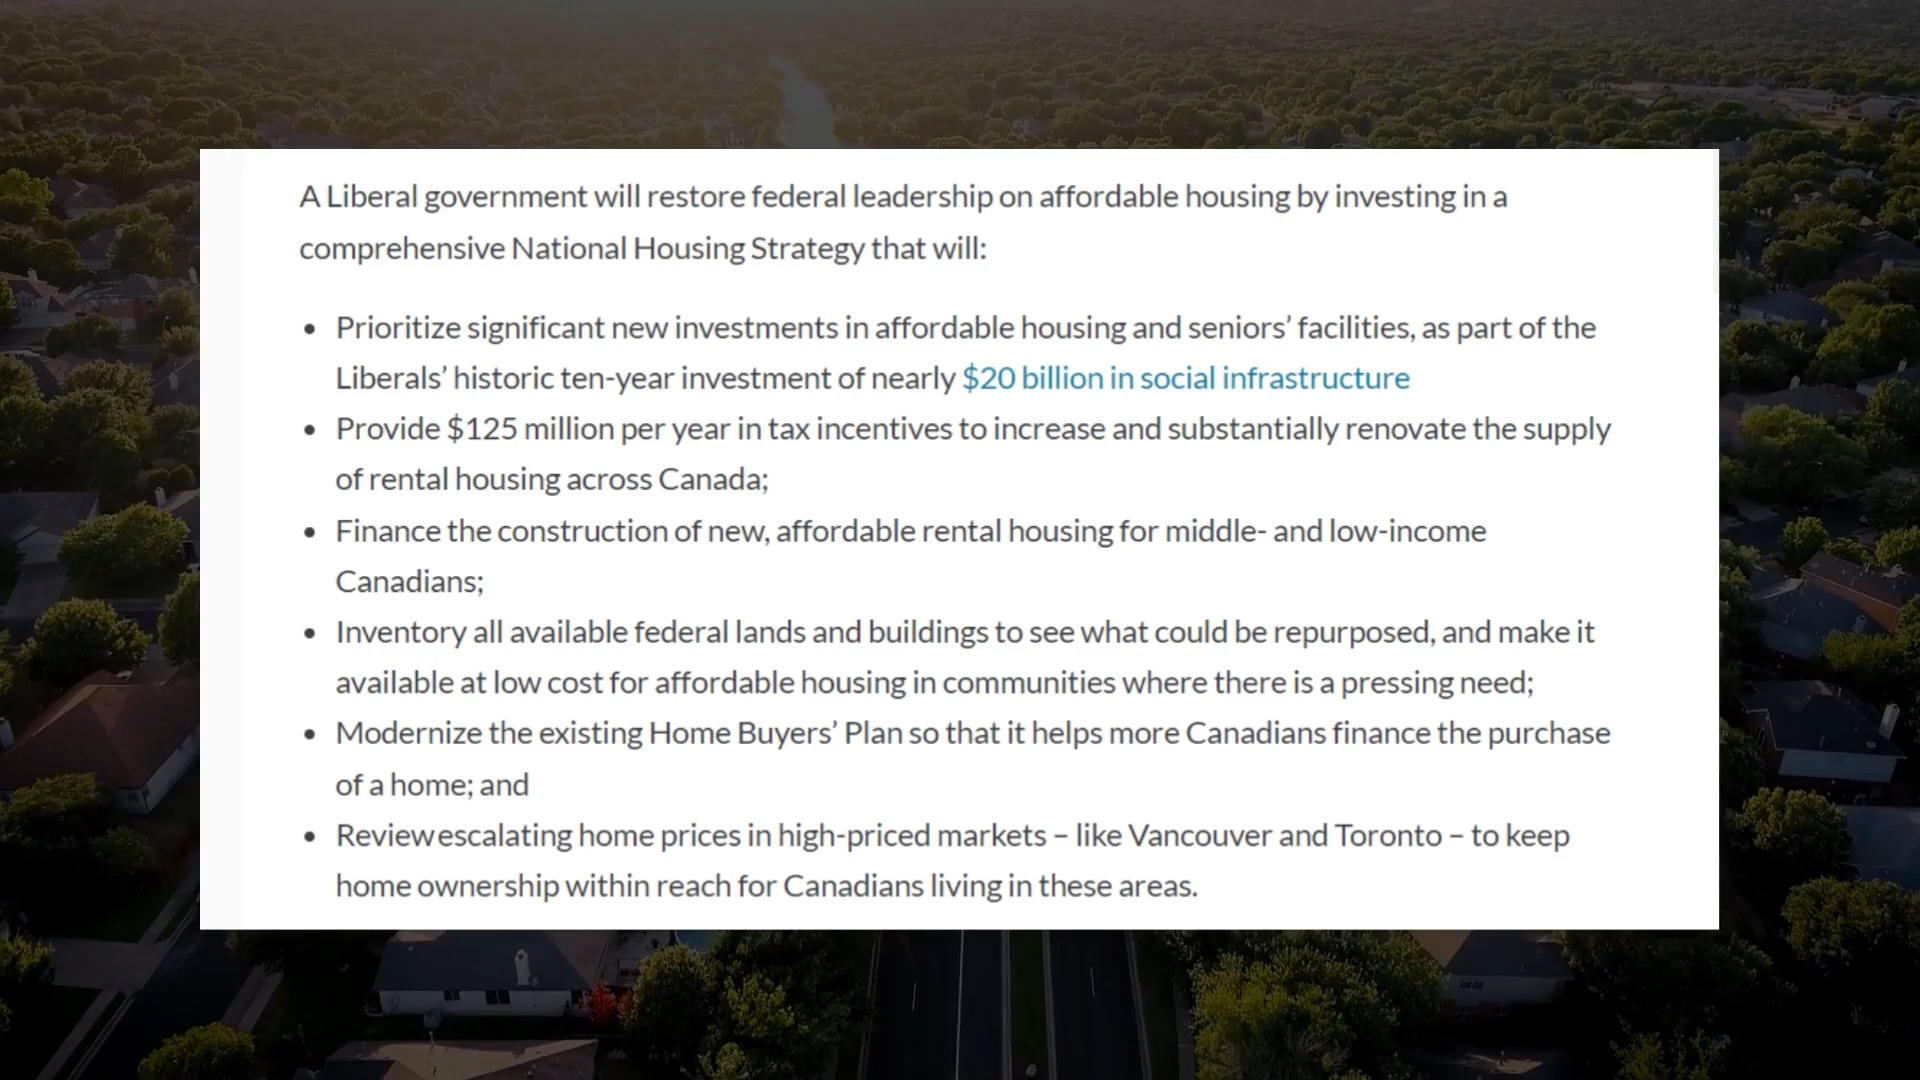 A Liberal government will restore federal leadership on affordable housing by investing in a
comprehensive National Housing Strategy that will:
• Prioritize significant new investments in affordable housing and seniors’ facilities, as part of the
Liberals’ historic ten-year investment of nearly $20 billion in social infrastructure
• Provide $125 million per year in tax incentives to increase and substantially renovate the supply
of rental housing across Canada;
• Finance the construction of new, affordable rental housing for middle- and low-income
Canadians;
• Inventory all available federal lands and buildings to see what could be repurposed, and make it
available at low cost for affordable housing in communities where there is a pressing need;
• Modernize the existing Home Buyers’ Plan so that it helps more Canadians finance the purchase
of a home; and
• Review escalating home prices in high-priced markets – like Vancouver and Toronto – to keep
home ownership within reach for Canadians living in these areas.